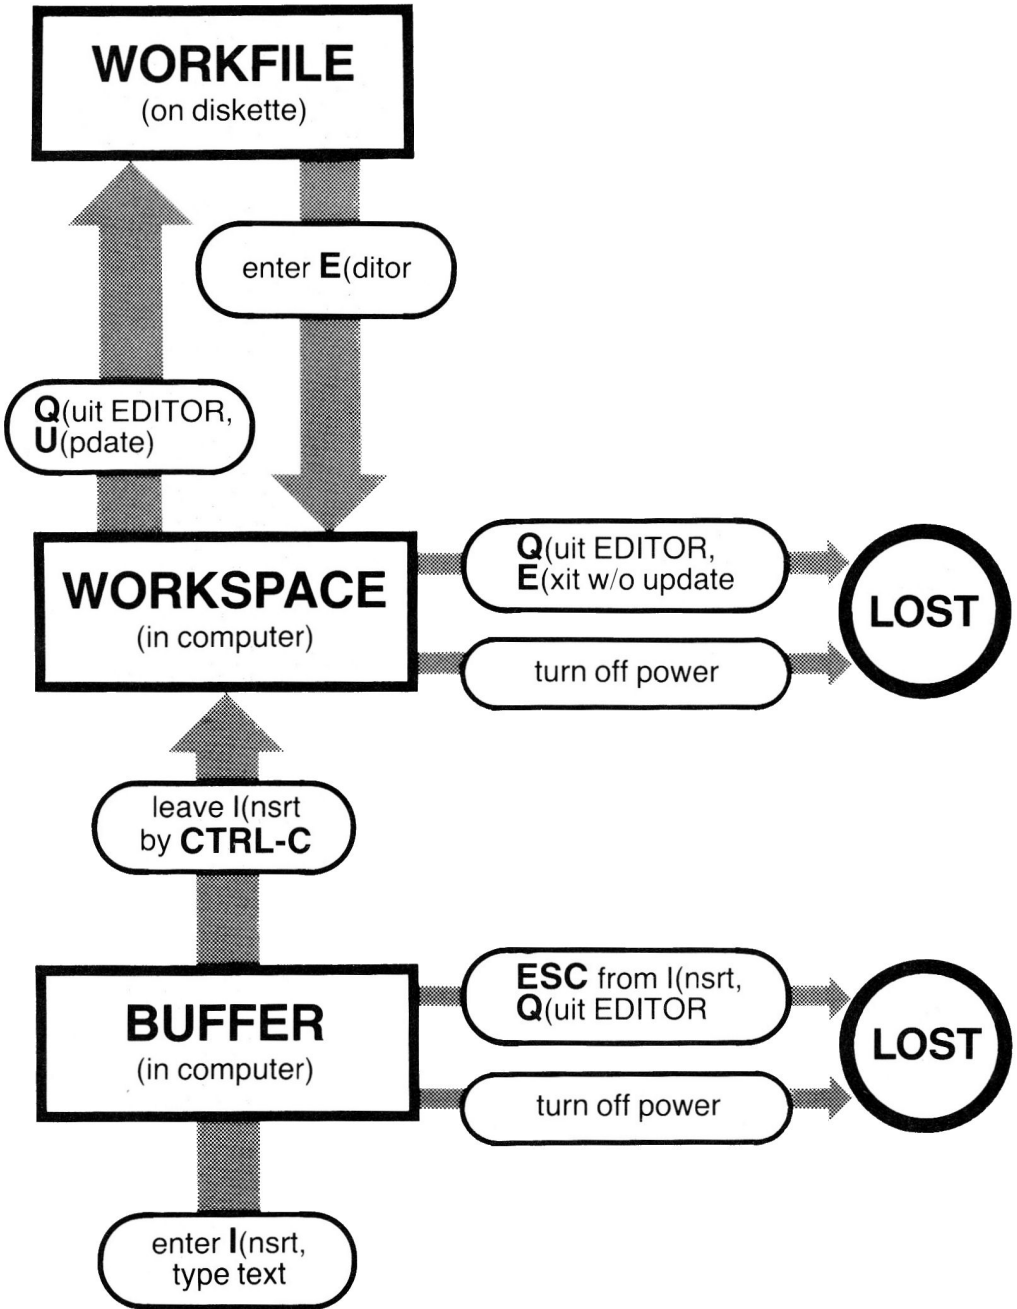 WORKFILE
(on diskette)
enter E(ditor
Q(uit EDITOR,
U(pdate)
WORKSPACE
(in computer)
Q(uit EDITOR,
E(xit w/o update
turn off power
LOST
leave I(nsrt
by CTRL-C
BUFFER
(in computer)
ESC from I(nsrt,
Q(uit EDITOR
turn off power
LOST
enter I(nsrt,
type text